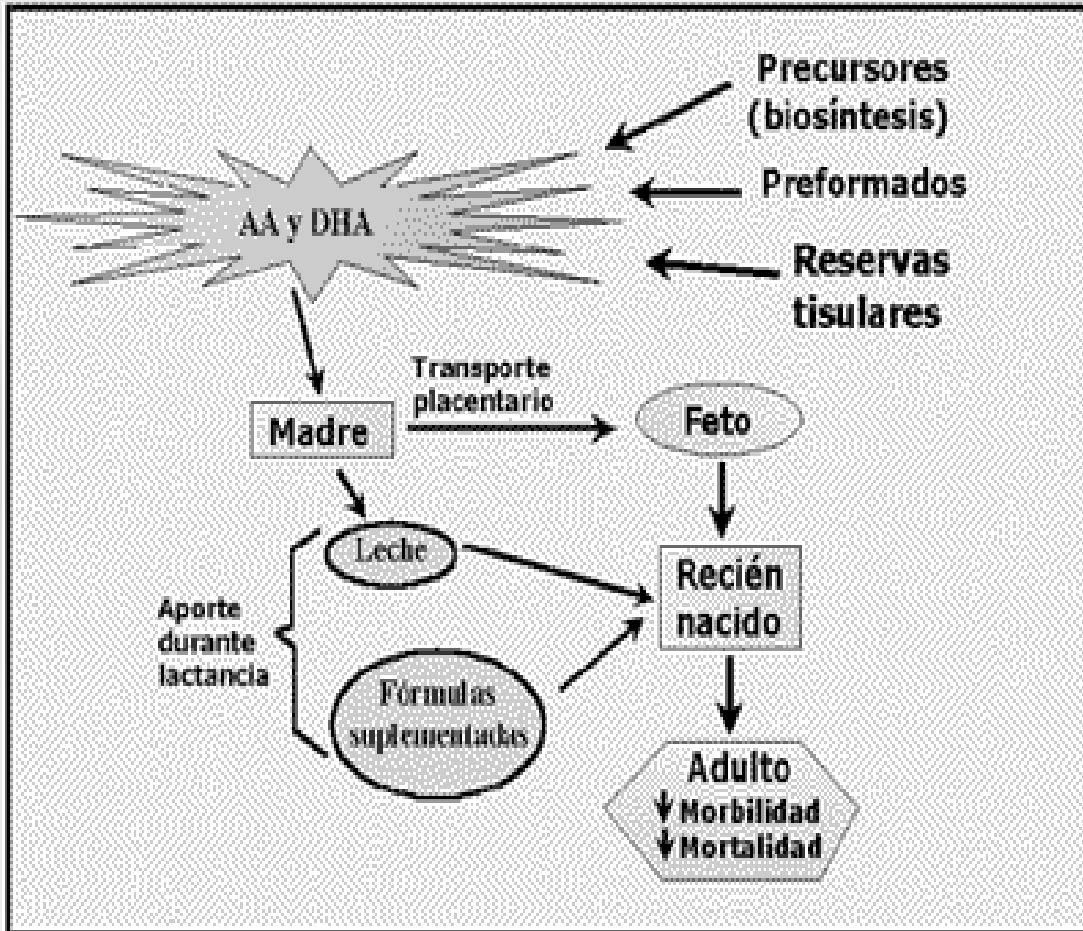 Precursores
(biosíntesis)
Preformados
Reservas
tisulares
AA y DHA
Transporte
placentario
Madre
Feto
Leche
Recién
nacido
Aporte
durante
lactancia
Fórmulas
suplementadas
Adulto
↓ Morbilidad
↓ Mortalidad